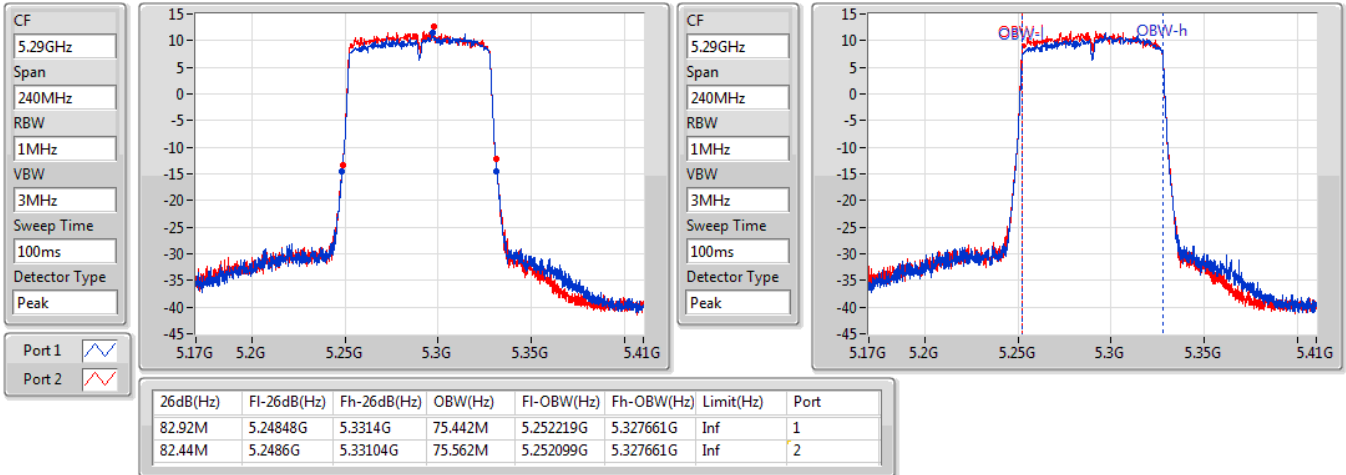 CF
5.29GHz
Span
240MHz
RBW
1MHz
VBW
3MHz
Sweep Time
100ms
Detector Type
Peak
15
10
5
0
-5
-10
-15
-20
-25
-30
-35
-40
-45
5.17G 5.2G 5.25G 5.3G 5.35G 5.41G
CF
5.29GHz
Span
240MHz
RBW
1MHz
VBW
3MHz
Sweep Time
100ms
Detector Type
Peak
15
10
5
0
-5
-10
-15
-20
-25
-30
-35
-40
-45
OBW-l OBW-h
5.17G 5.2G 5.25G 5.3G 5.35G 5.41G
Port 1
Port 2
26dB(Hz) Fl-26dB(Hz) Fh-26dB(Hz) OBW(Hz) Fl-OBW(Hz) Fh-OBW(Hz) Limit(Hz) Port
82.92M 5.24848G 5.3314G 75.442M 5.252219G 5.327661G Inf 1
82.44M 5.2486G 5.33104G 75.562M 5.252099G 5.327661G Inf 2